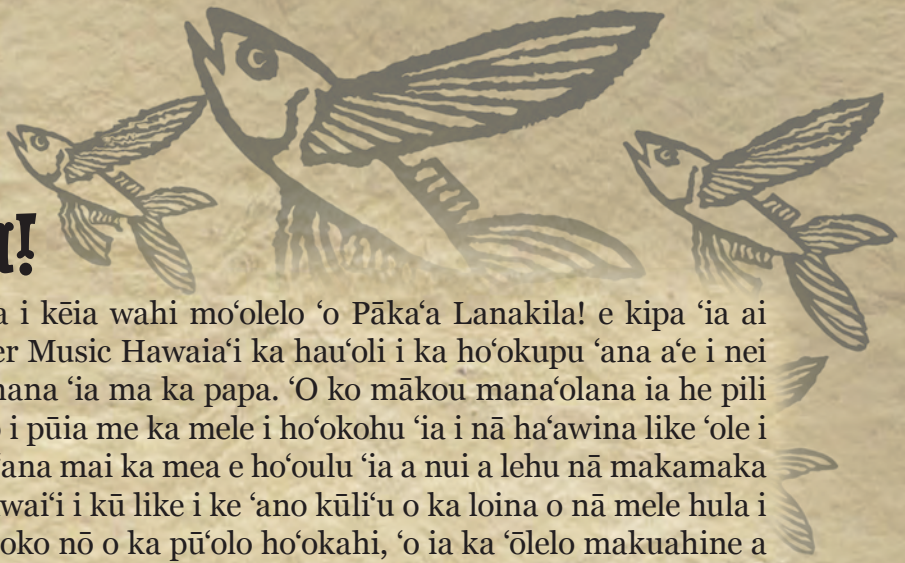 a i kēia wahi moʻolelo ʻo Pākaʻa Lanakila! e kipa ʻia ai
er Music Hawaiaʻi ka hauʻoli i ka hoʻokupu ʻana aʻe i nei
nana ʻia ma ka papa. ʻO ko mākou manaʻolana ia he pili
i pūia me ka mele i hoʻokohu ʻia i nā haʻawina like ʻole i
ʻana mai ka mea e hoʻoulu ʻia a nui a lehu nā makamaka
waiʻi i kū like i ke ʻano kūliʻu o ka loina o nā mele hula i
oko nō o ka pūʻolo hoʻokahi, ʻo ia ka ʻōlelo makuahine a